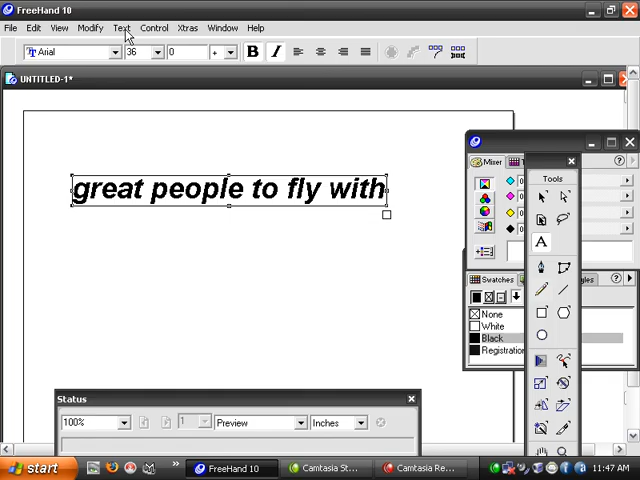 FreeHand 10
File Edit View Modify Text Control Xtras Window Help
Arial 36 0 + B I
UNTITLED-1*
great people to fly with
Mixer
Tools
A
Swatches
None
White
Black
Status
100% 1 Preview Inches
start FreeHand 10 Camtasia St... Camtasia Re... 11:47 AM